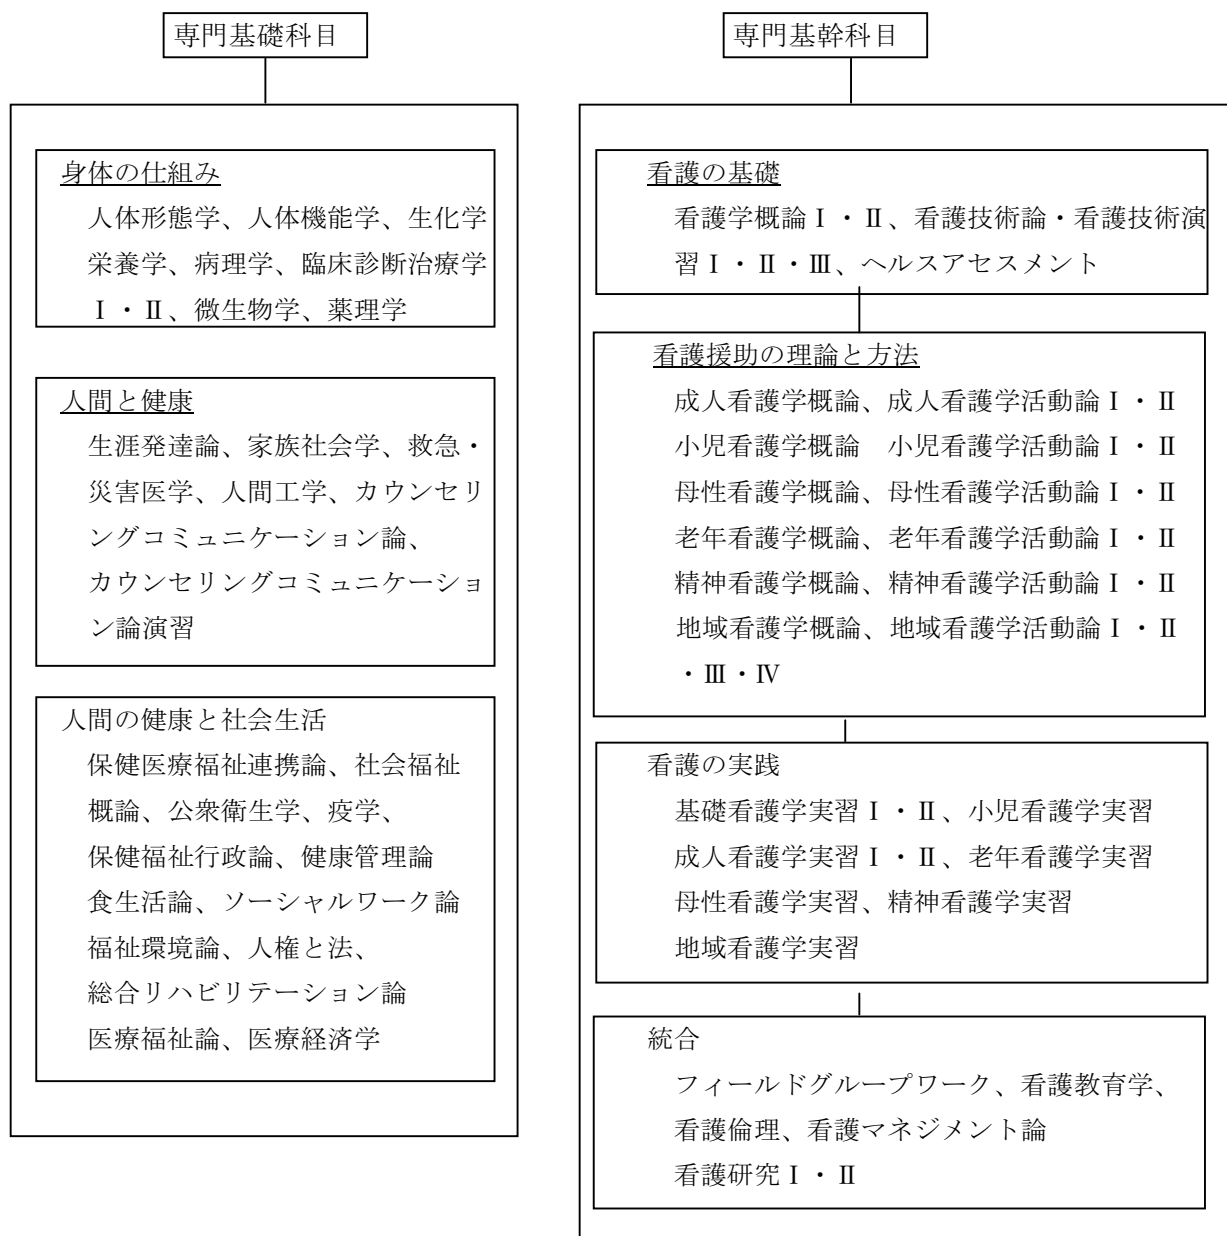 専門基礎科目
身体の仕組み
人体形態学、人体機能学、生化学
栄養学、病理学、臨床診断治療学
Ⅰ・Ⅱ、微生物学、薬理学
人間と健康
生涯発達論、家族社会学、救急・
災害医学、人間工学、カウンセリ
ングコミュニケーション論、
カウンセリングコミュニケーショ
ン論演習
人間の健康と社会生活
保健医療福祉連携論、社会福祉
概論、公衆衛生学、疫学、
保健福祉行政論、健康管理論
食生活論、ソーシャルワーク論
福祉環境論、人権と法、
総合リハビリテーション論
医療福祉論、医療経済学
専門基幹科目
看護の基礎
看護学概論Ⅰ・Ⅱ、看護技術論・看護技術演
習Ⅰ・Ⅱ・Ⅲ、ヘルスアセスメント
看護援助の理論と方法
成人看護学概論、成人看護学活動論Ⅰ・Ⅱ
小児看護学概論　小児看護学活動論Ⅰ・Ⅱ
母性看護学概論、母性看護学活動論Ⅰ・Ⅱ
老年看護学概論、老年看護学活動論Ⅰ・Ⅱ
精神看護学概論、精神看護学活動論Ⅰ・Ⅱ
地域看護学概論、地域看護学活動論Ⅰ・Ⅱ
・Ⅲ・Ⅳ
看護の実践
基礎看護学実習Ⅰ・Ⅱ、小児看護学実習
成人看護学実習Ⅰ・Ⅱ、老年看護学実習
母性看護学実習、精神看護学実習
地域看護学実習
統合
フィールドグループワーク、看護教育学、
看護倫理、看護マネジメント論
看護研究Ⅰ・Ⅱ